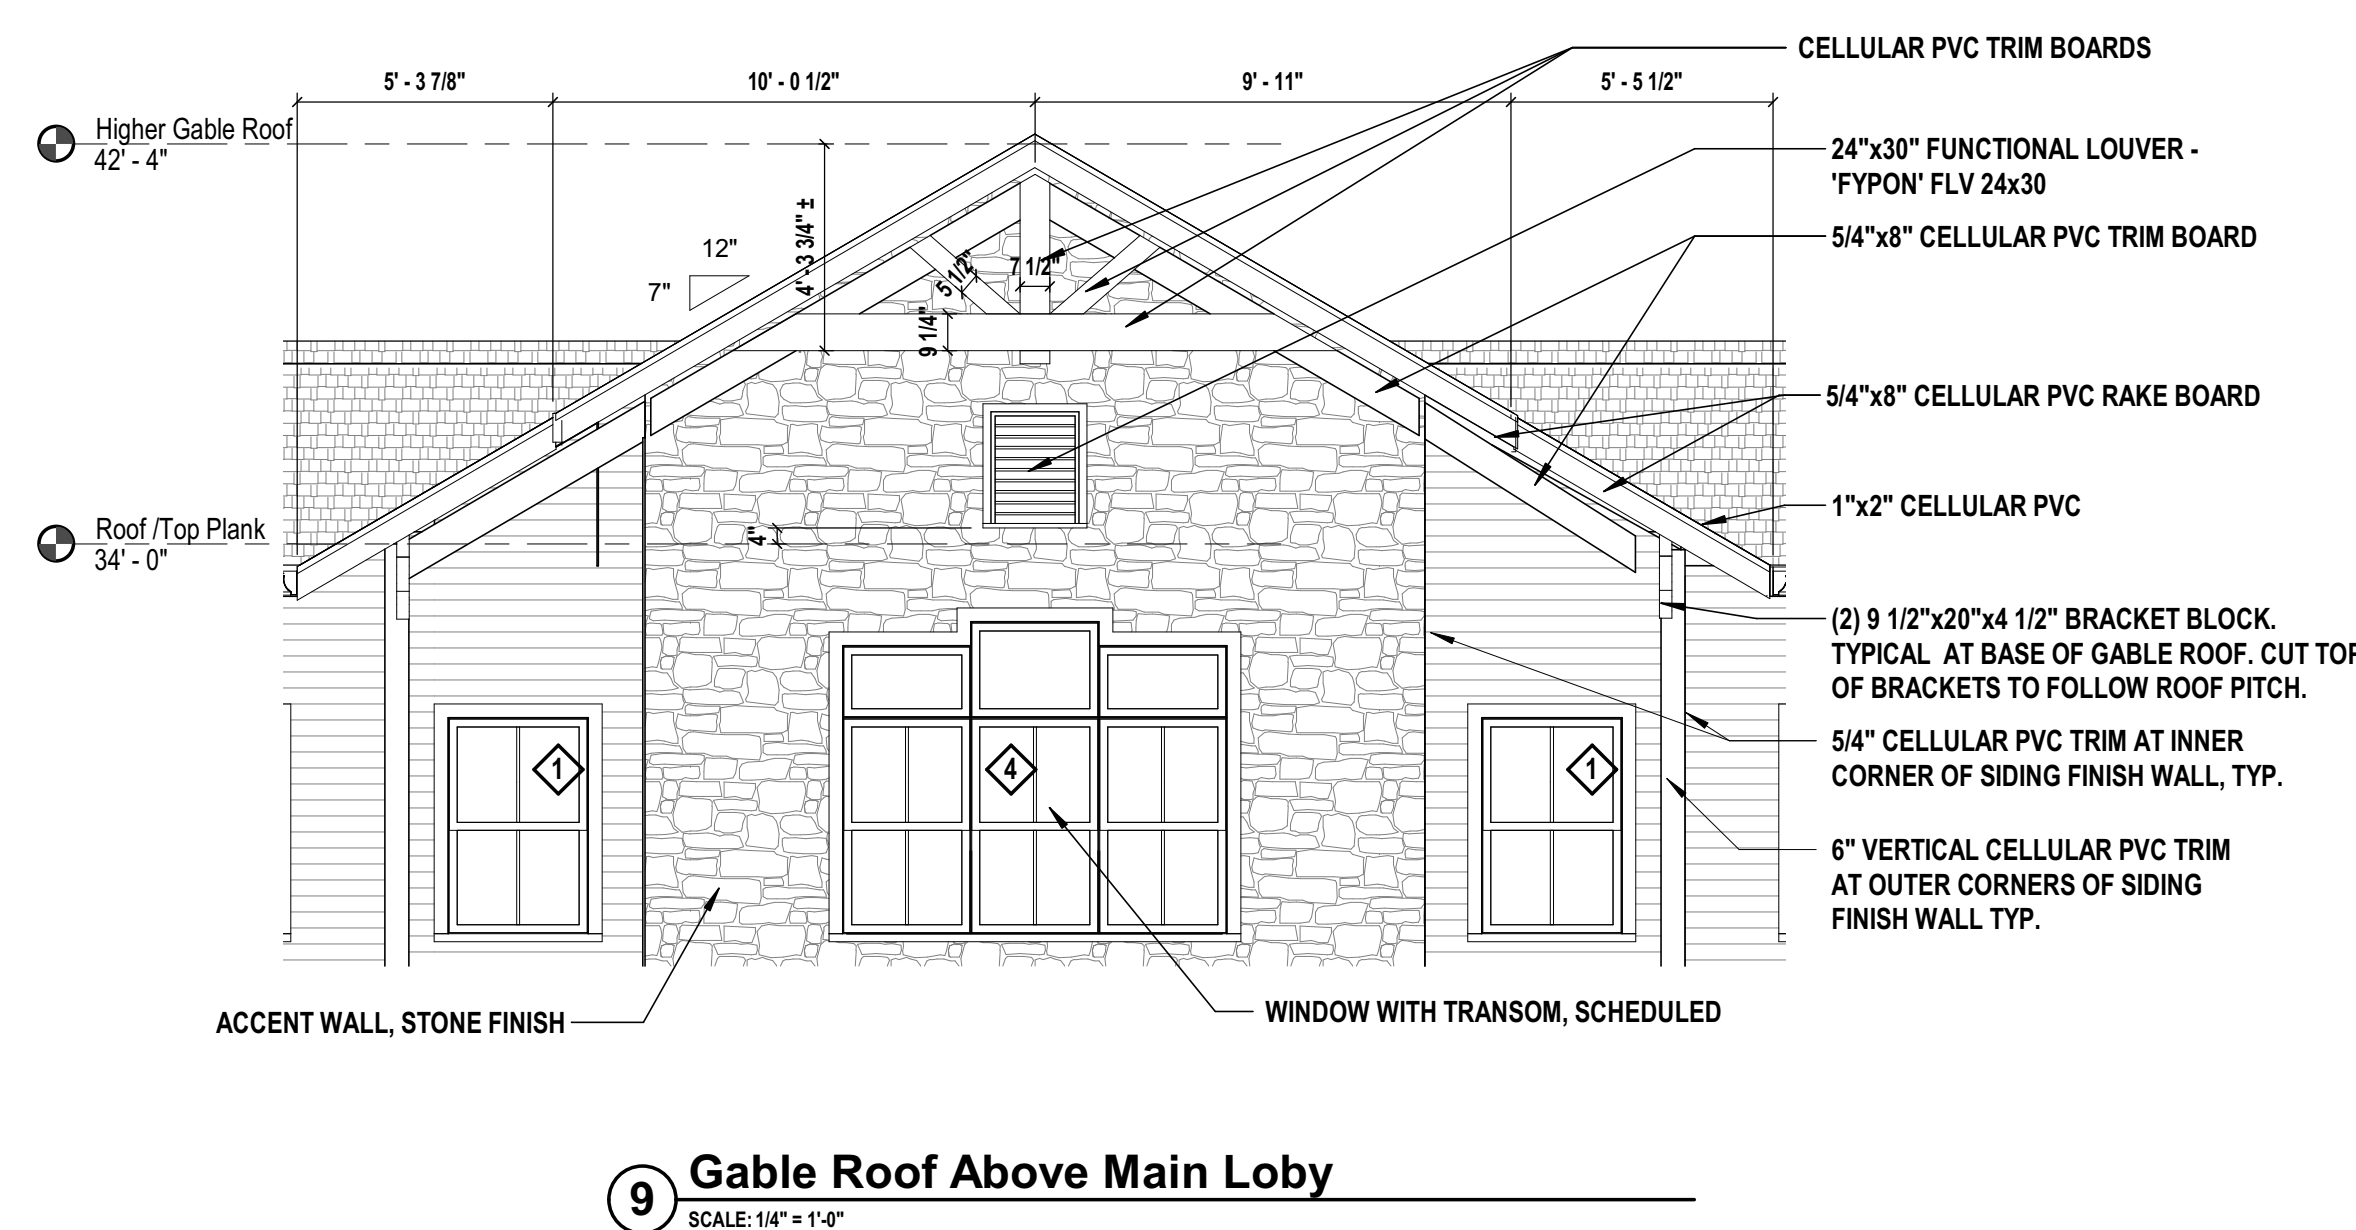 CELLULAR PVC TRIM BOARDS
5' - 3 7/8"
10' - 0 1/2"
9' - 11"
5' - 5 1/2"
Higher Gable Roof
42' - 4"
24"x30" FUNCTIONAL LOUVER -
'FYPON' FLV 24x30
4' - 3 3/4" ±
12"
7"
5 1/2"
7 1/2"
9 1/4"
5/4"x8" CELLULAR PVC TRIM BOARD
5/4"x8" CELLULAR PVC RAKE BOARD
1"x2" CELLULAR PVC
Roof /Top Plank
34' - 0"
4"
(2) 9 1/2"x20"x4 1/2" BRACKET BLOCK.
TYPICAL AT BASE OF GABLE ROOF. CUT TOP
OF BRACKETS TO FOLLOW ROOF PITCH.
5/4" CELLULAR PVC TRIM AT INNER
CORNER OF SIDING FINISH WALL, TYP.
1
4
1
6" VERTICAL CELLULAR PVC TRIM
AT OUTER CORNERS OF SIDING
FINISH WALL TYP.
ACCENT WALL, STONE FINISH
WINDOW WITH TRANSOM, SCHEDULED
9
Gable Roof Above Main Loby
SCALE: 1/4" = 1'-0"